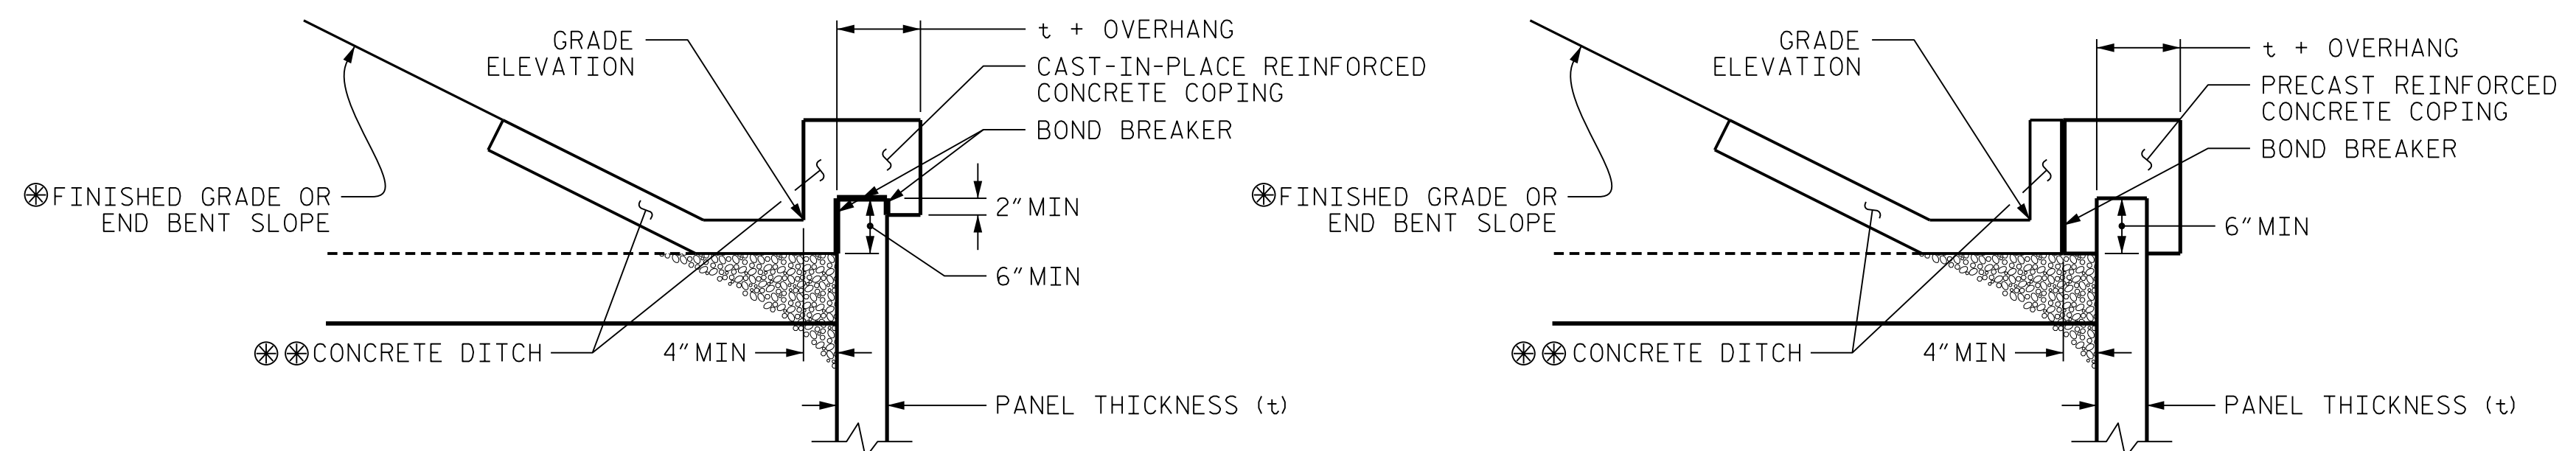 t + OVERHANG
GRADE
ELEVATION
CAST-IN-PLACE REINFORCED
CONCRETE COPING
BOND BREAKER
FINISHED GRADE OR
END BENT SLOPE
2" MIN
6" MIN
CONCRETE DITCH
4" MIN
PANEL THICKNESS (t)
GRADE
ELEVATION
t + OVERHANG
PRECAST REINFORCED
CONCRETE COPING
BOND BREAKER
FINISHED GRADE OR
END BENT SLOPE
6" MIN
CONCRETE DITCH
4" MIN
PANEL THICKNESS (t)